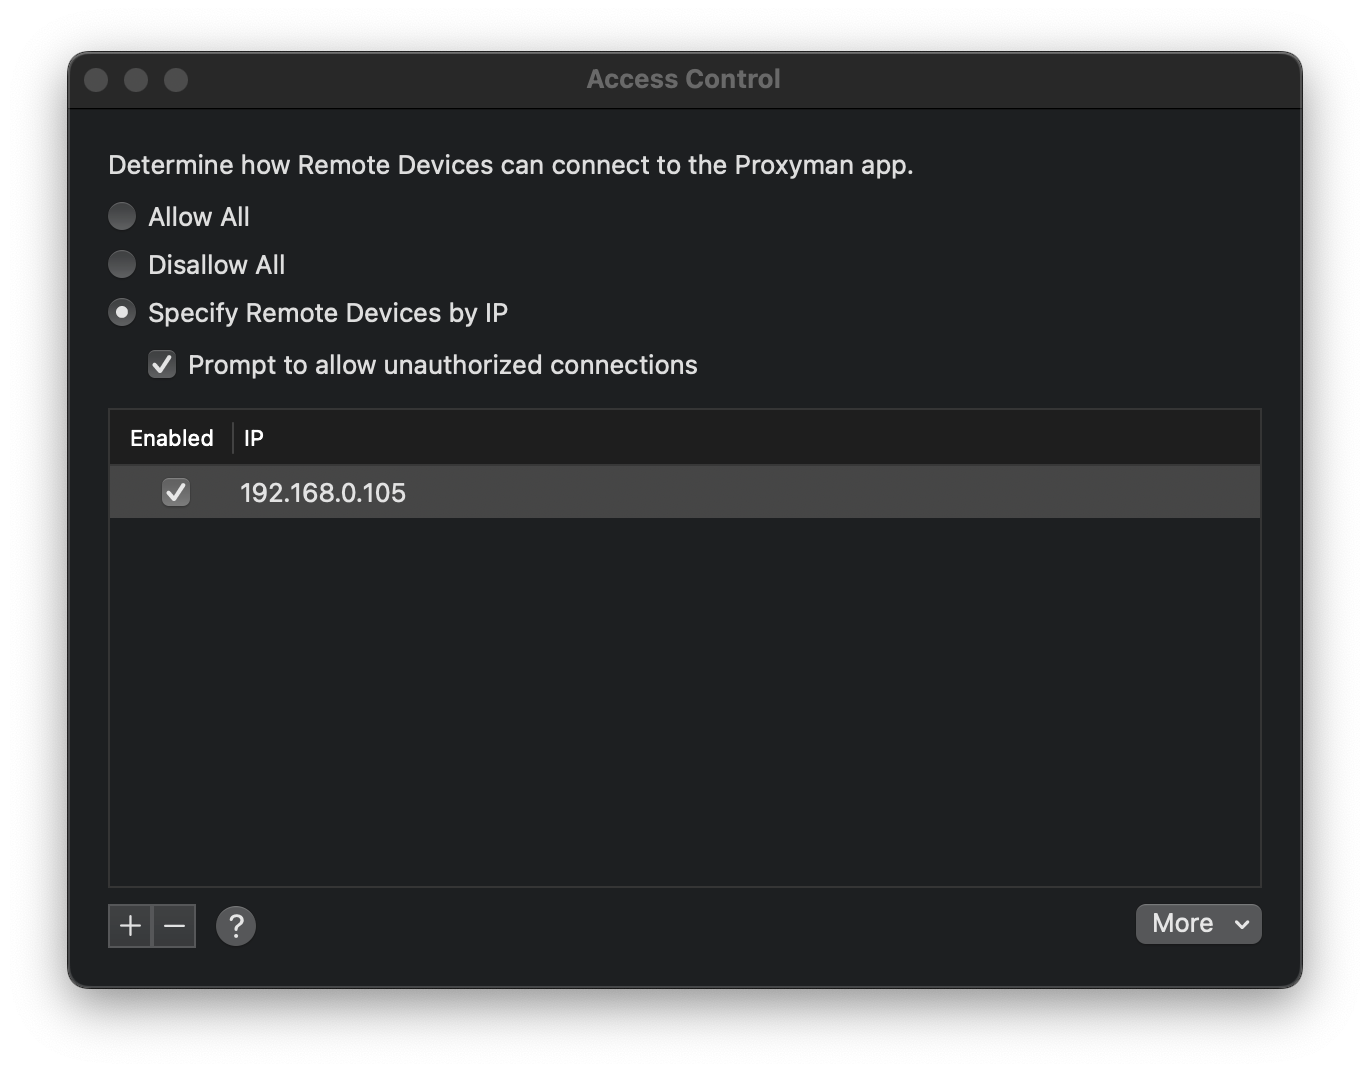 Access Control
Determine how Remote Devices can connect to the Proxyman app.
Allow All
Disallow All
Specify Remote Devices by IP
Prompt to allow unauthorized connections
Enabled IP
192.168.0.105
+ − ? More